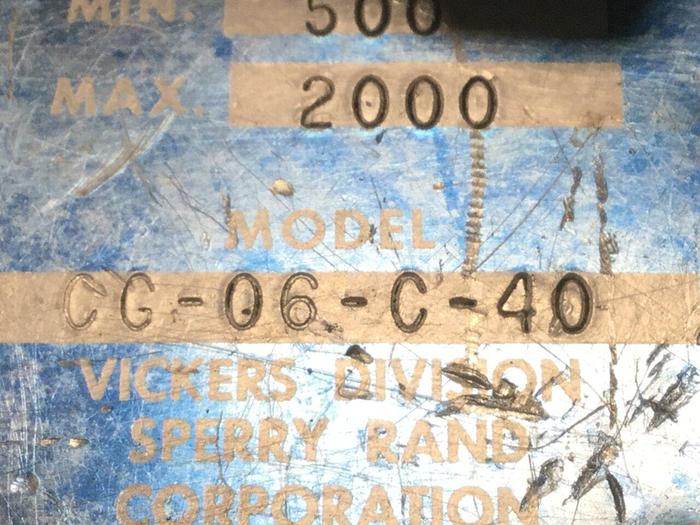 MIN. 500
MAX. 2000
MODEL
CG-06-C-40
VICKERS DIVISION
SPERRY RAND
CORPORATION